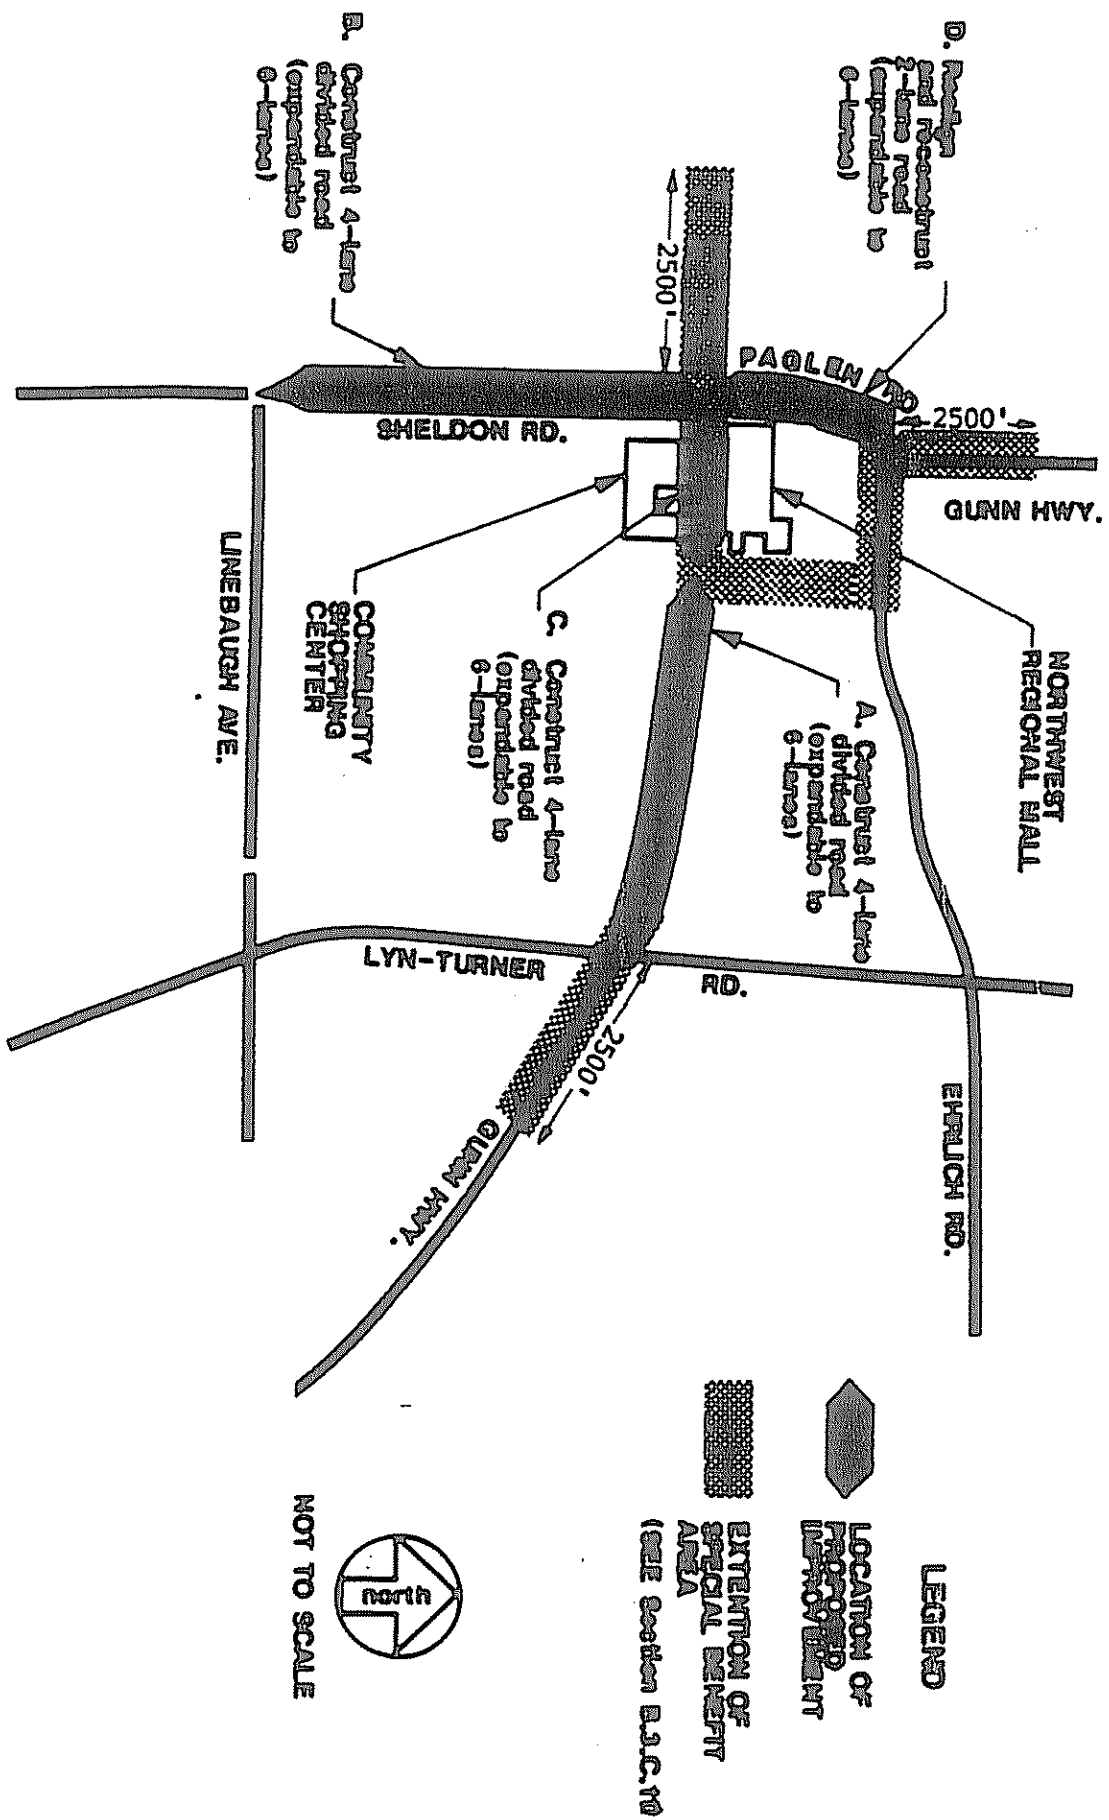 D. Realign
and reconstruct
2-lane road
(expandable to
6-lanes)
B. Construct 4-lane
divided road
(expandable to
6-lanes)
2500'
PAGLEN RD
2500'
GUNN HWY.
SHELDON RD.
LINEBAUGH AVE.
NORTHWEST
REGIONAL MALL
A. Construct 4-lane
divided road
(expandable to
6-lanes)
C. Construct 4-lane
divided road
(expandable to
6-lanes)
COMMUNITY
SHOPPING
CENTER
LYN-TURNER
RD.
2500'
GUNN HWY.
EHRLICH RD.
LEGEND
LOCATION OF
PROPOSED
IMPROVEMENT
EXTENTION OF
SPECIAL BENEFIT
AREA
(SEE Section
north
NOT TO SCALE